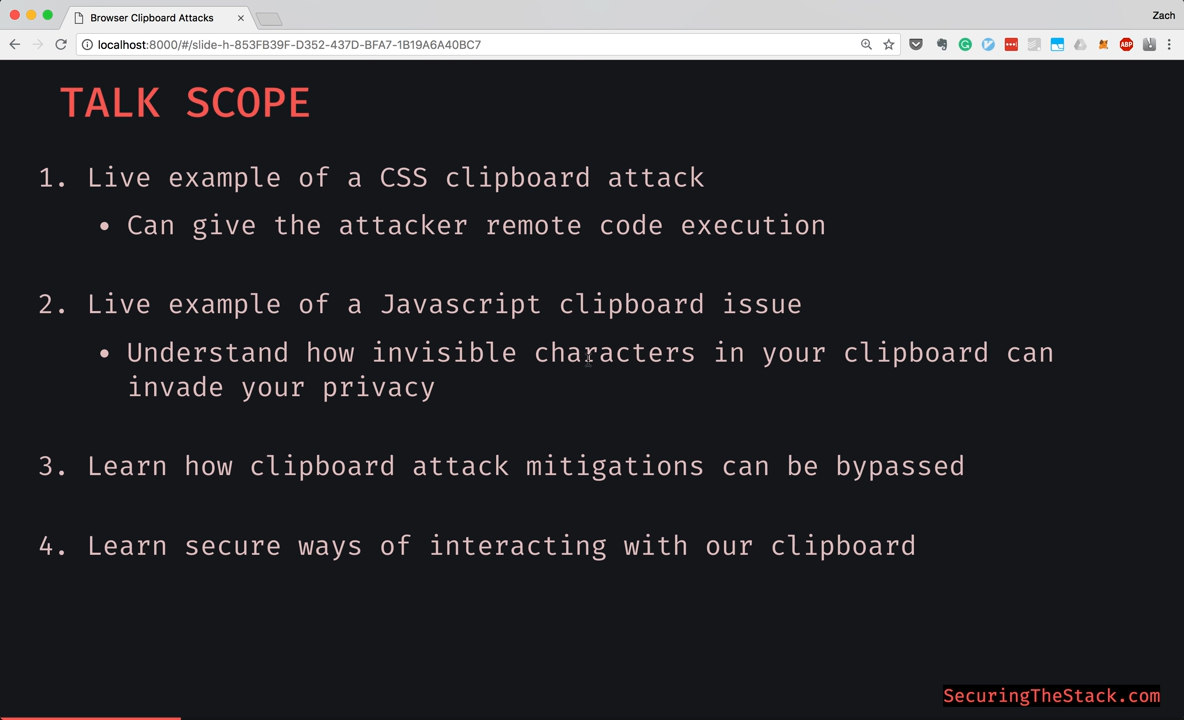 Browser Clipboard Attacks
Zach
localhost:8000/#/slide-h-853FB39F-D352-437D-BFA7-1B19A6A40BC7
ABP
TALK SCOPE
1. Live example of a CSS clipboard attack
• Can give the attacker remote code execution
2. Live example of a Javascript clipboard issue
• Understand how invisible characters in your clipboard can
invade your privacy
3. Learn how clipboard attack mitigations can be bypassed
4. Learn secure ways of interacting with our clipboard
SecuringTheStack.com